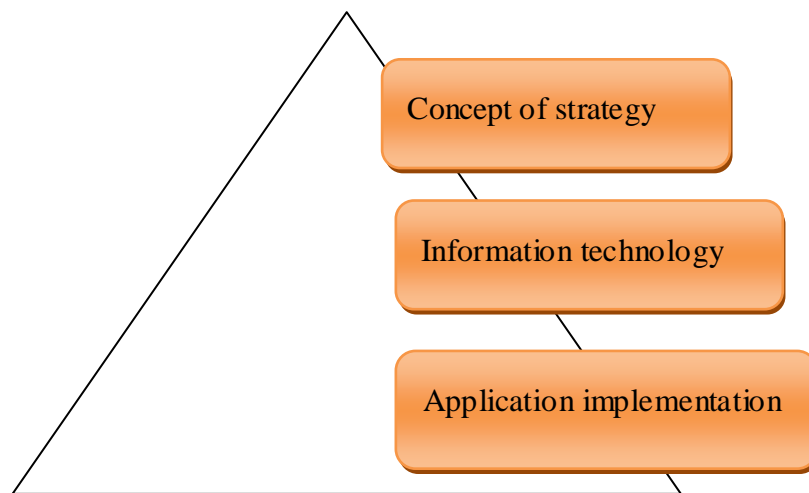 Concept of strategy
Information technology
Application implementation